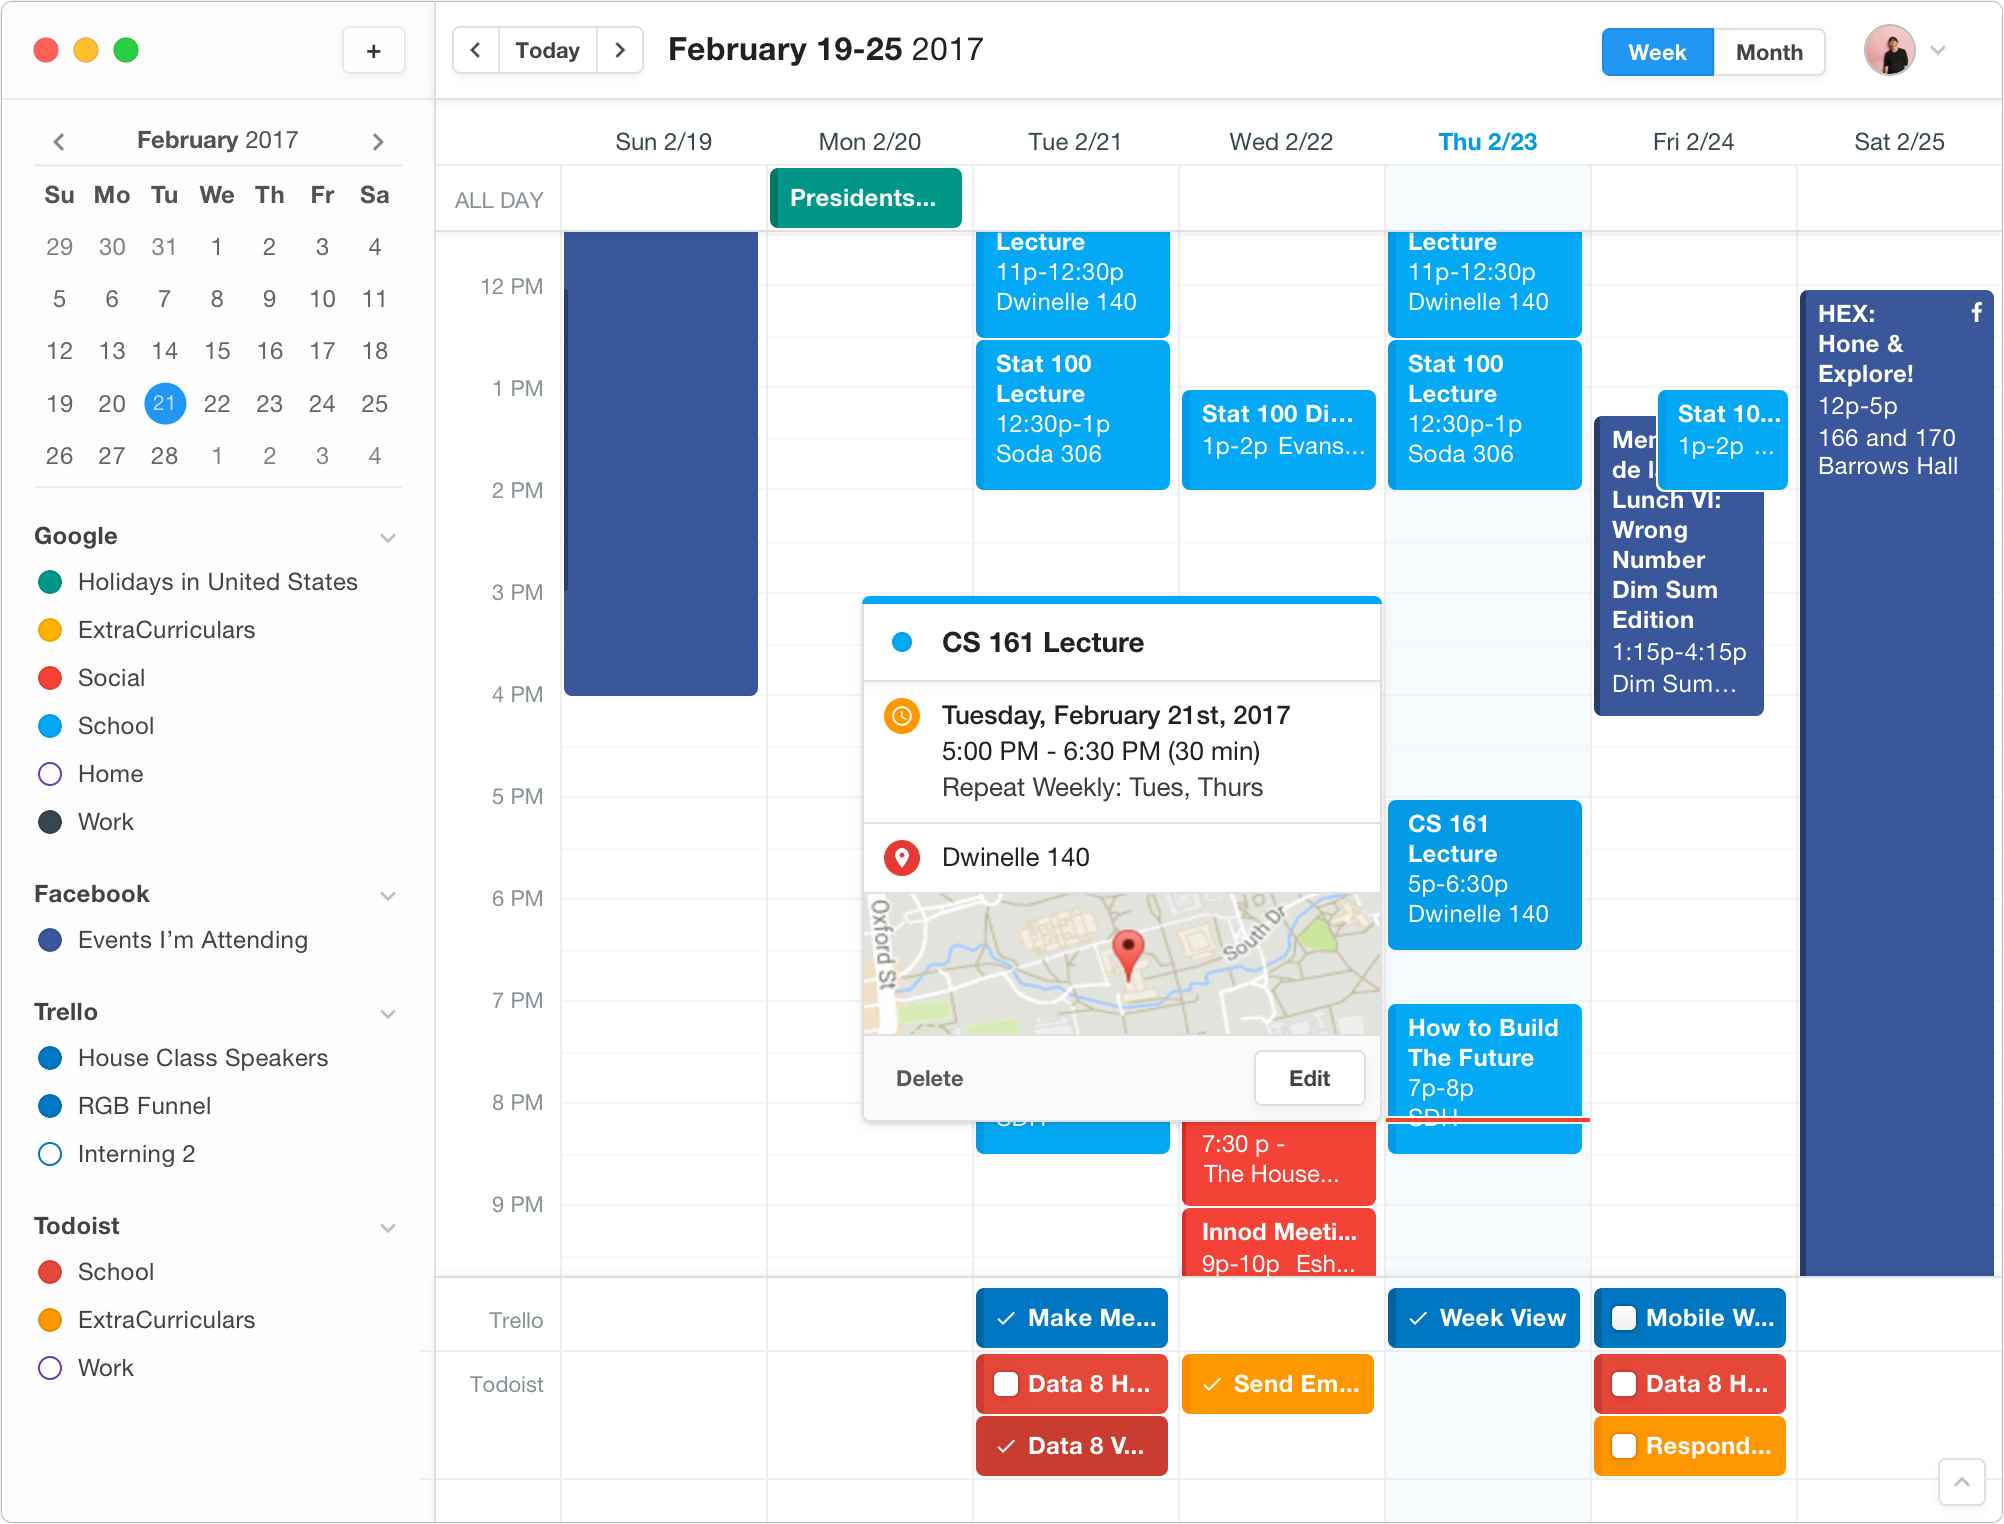 +
Today
February 19-25 2017
Week
Month
February 2017
Su Mo Tu We Th Fr Sa
29 30 31 1 2 3 4
5 6 7 8 9 10 11
12 13 14 15 16 17 18
19 20 21 22 23 24 25
26 27 28 1 2 3 4
Google
Holidays in United States
ExtraCurriculars
Social
School
Home
Work
Facebook
Events I'm Attending
Trello
House Class Speakers
RGB Funnel
Interning 2
Todoist
School
ExtraCurriculars
Work
Sun 2/19
Mon 2/20
Tue 2/21
Wed 2/22
Thu 2/23
Fri 2/24
Sat 2/25
ALL DAY
Presidents...
12 PM
1 PM
2 PM
3 PM
4 PM
5 PM
6 PM
7 PM
8 PM
9 PM
Lecture
11p-12:30p
Dwinelle 140
Stat 100
Lecture
12:30p-1p
Soda 306
SDH
Stat 100 Di...
1p-2p Evans...
7:30 p -
The House...
Innod Meeti...
9p-10p Esh...
Lecture
11p-12:30p
Dwinelle 140
Stat 100
Lecture
12:30p-1p
Soda 306
CS 161
Lecture
5p-6:30p
Dwinelle 140
How to Build
The Future
7p-8p
SDH
Stat 10...
1p-2p ...
Mer
de l
Lunch VI:
Wrong
Number
Dim Sum
Edition
1:15p-4:15p
Dim Sum...
HEX:
Hone &
Explore!
12p-5p
166 and 170
Barrows Hall
f
CS 161 Lecture
Tuesday, February 21st, 2017
5:00 PM - 6:30 PM (30 min)
Repeat Weekly: Tues, Thurs
Dwinelle 140
Oxford St
South Dr
Delete
Edit
Trello
Make Me...
Week View
Mobile W...
Todoist
Data 8 H...
Send Em...
Data 8 H...
Data 8 V...
Respond...